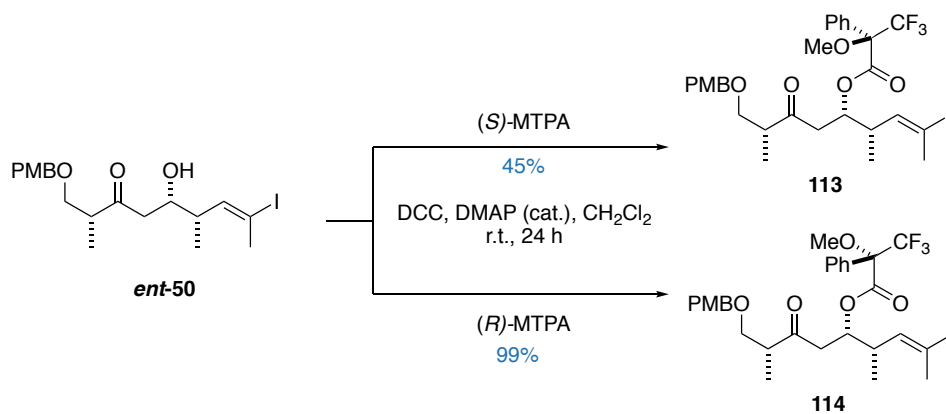 Ph
CF3
MeO
O
O
PMBO
O
113
(S)-MTPA
45%
DCC, DMAP (cat.), CH2Cl2
r.t., 24 h
(R)-MTPA
99%
PMBO
O
OH
I
ent-50
MeO
CF3
Ph
O
O
PMBO
O
114